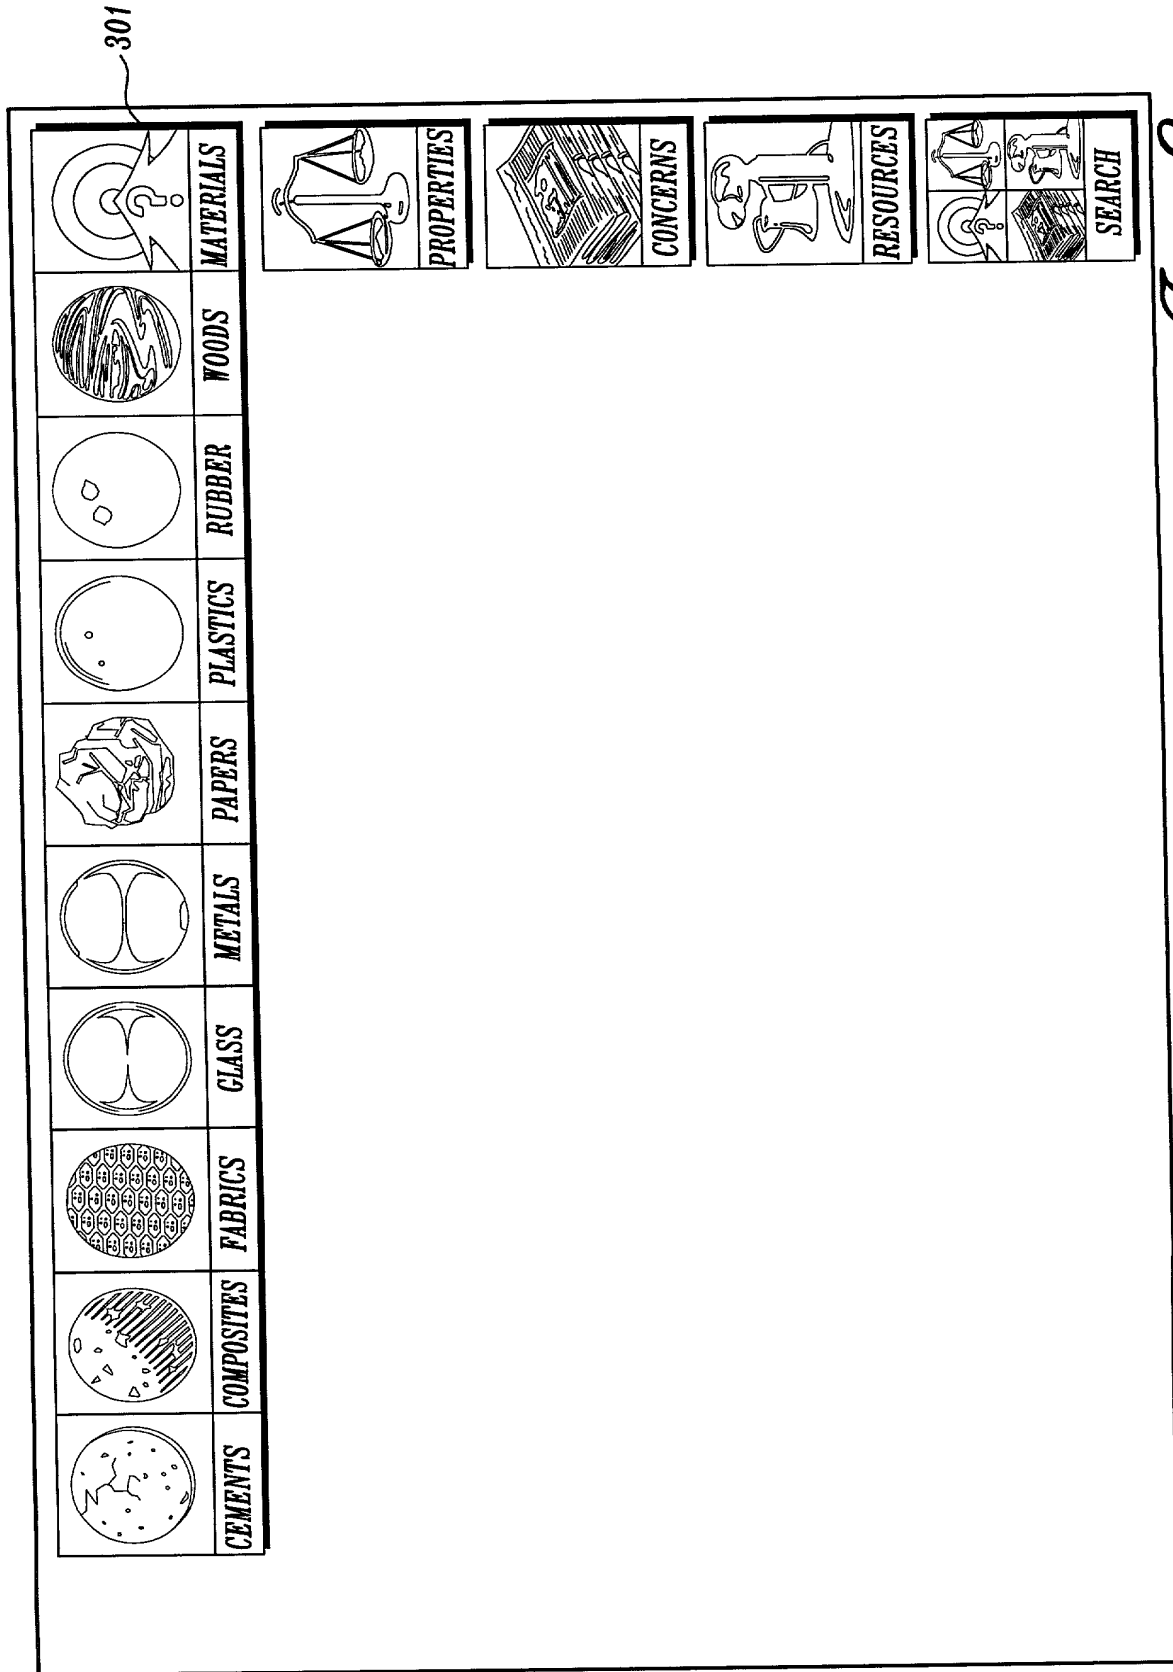 301
CEMENTS COMPOSITES FABRICS GLASS METALS PAPERS PLASTICS RUBBER WOODS MATERIALS
PROPERTIES
CONCERNS
RESOURCES
SEARCH